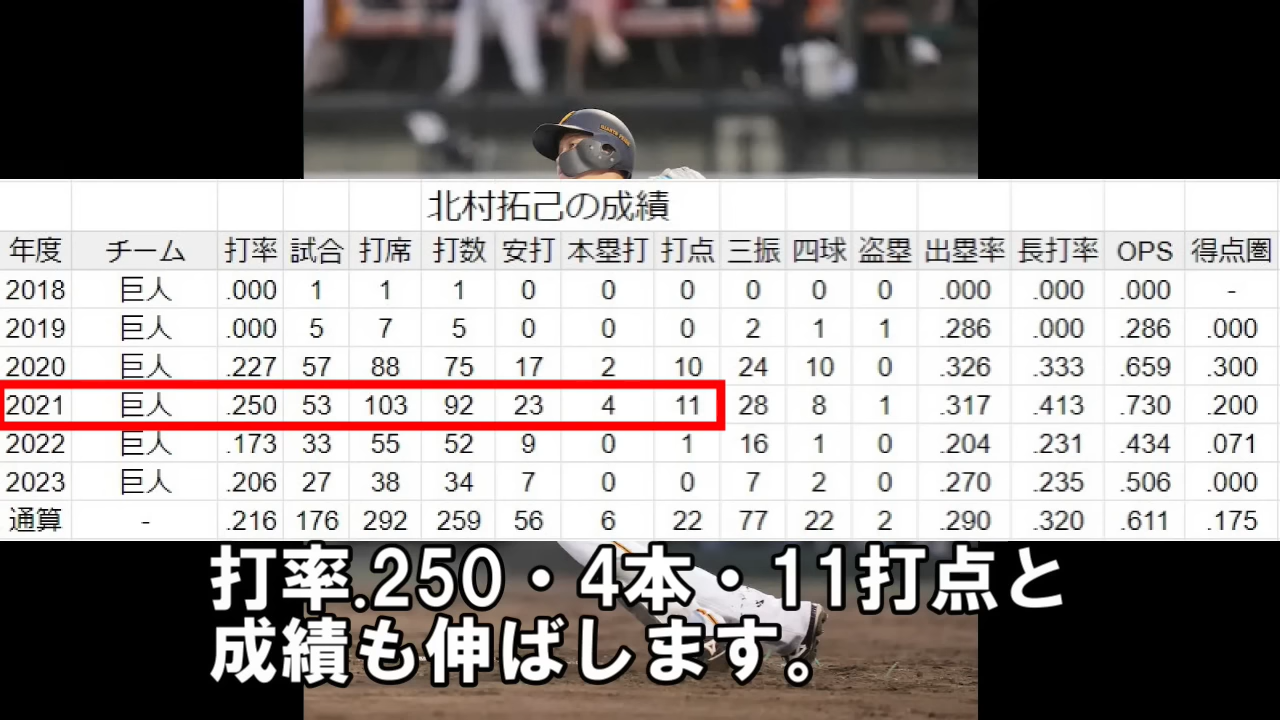 北村拓己の成績
年度 チーム 打率 試合 打席 打数 安打 本塁打 打点 三振 四球 盗塁 出塁率 長打率 OPS 得点圏
2018 巨人 .000 1 1 1 0 0 0 0 0 0 .000 .000 .000 -
2019 巨人 .000 5 7 5 0 0 0 2 1 1 .286 .000 .286 .000
2020 巨人 .227 57 88 75 17 2 10 24 10 0 .326 .333 .659 .300
2021 巨人 .250 53 103 92 23 4 11 28 8 1 .317 .413 .730 .200
2022 巨人 .173 33 55 52 9 0 1 16 1 0 .204 .231 .434 .071
2023 巨人 .206 27 38 34 7 0 0 7 2 0 .270 .235 .506 .000
通算 - .216 176 292 259 56 6 22 77 22 2 .290 .320 .611 .175
打率.250・4本・11打点と
成績も伸ばします。